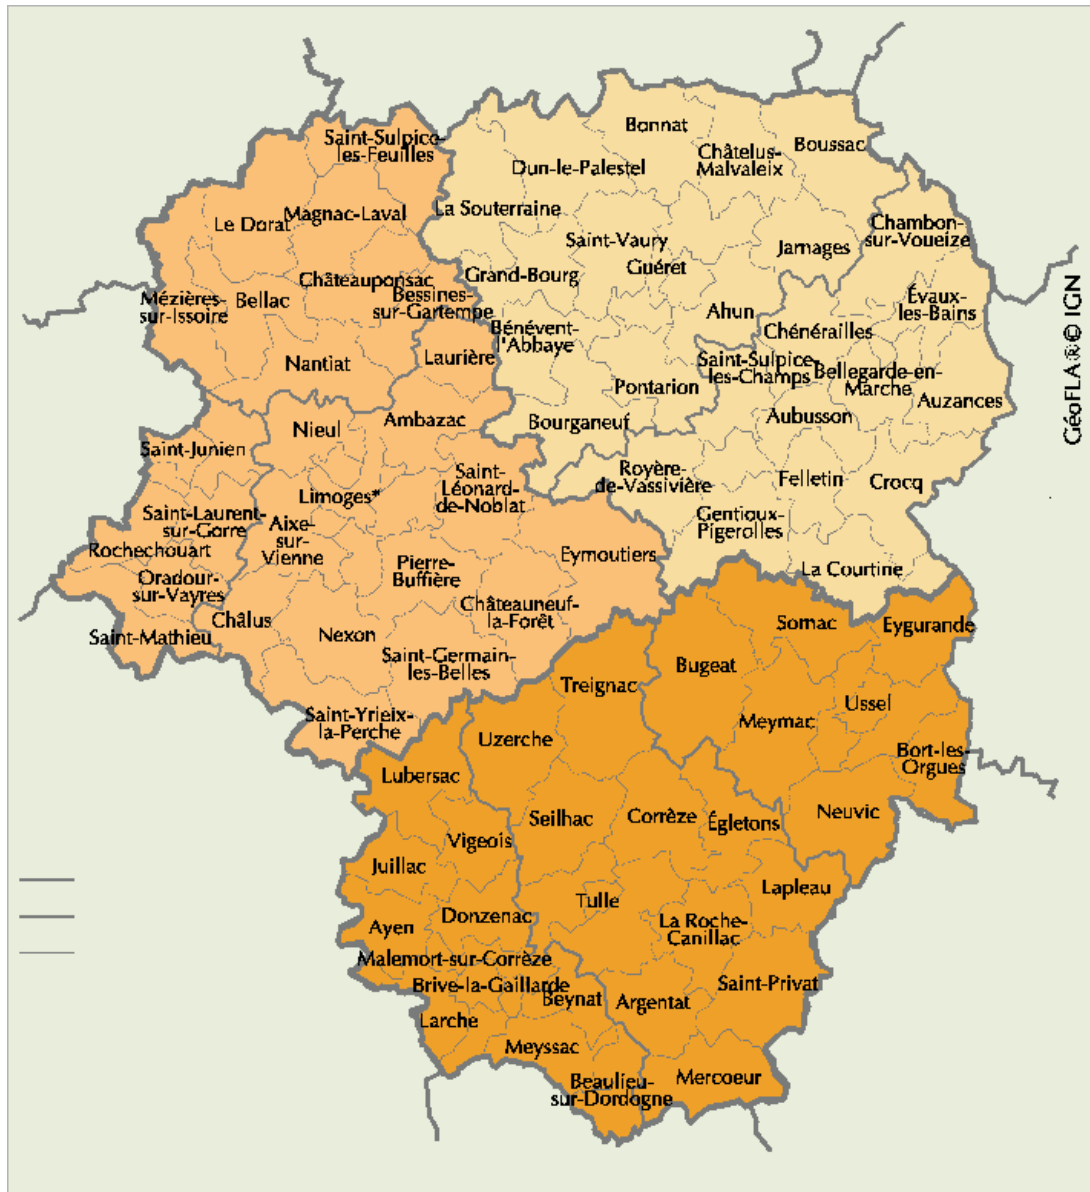 Bonnat
Saint-Sulpice-
les-Feuilles
Boussac
Châtelus-
Malvaleix
Dun-le-Palestel
La Souterraine
Magnac-Laval
Le Dorat
Chambon-
sur-Voueize
Saint-Vaury
Jarnages
Guéret
Grand-Bourg
Châteauponsac
Mézières-
sur-Issoire
Bellac
Bessines-
sur-Gartempe
Évaux-
les-Bains
Ahun
Chénérailles
Bénévent-
l'Abbaye
Laurière
Nantiat
Saint-Sulpice-
les-Champs
Bellegarde-en-
Marche
Pontarion
Auzances
Aubusson
Ambazac
Bourganeuf
Nieul
Saint-Junien
Royère-
de-Vassivière
Saint-
Léonard-
de-Noblat
Felletin
Crocq
Limoges*
Saint-Laurent-
sur-Gorre
Aixe-
sur-
Vienne
Gentioux-
Pigerolles
Rochechouart
Eymoutiers
Pierre-
Buffière
La Courtine
Oradour-
sur-Vayres
Châteauneuf-
la-Forêt
Châlus
Saint-Mathieu
Nexon
Sornac
Eygurande
Saint-Germain-
les-Belles
Bugeat
Treignac
Ussel
Meymac
Saint-Yrieix-
la-Perche
Uzerche
Bort-les-
Orgues
Lubersac
Neuvic
Seilhac
Corrèze
Égletons
Vigeois
Juillac
Lapleau
Tulle
Donzenac
La Roche-
Canillac
Ayen
Malemort-sur-Corrèze
Brive-la-Gaillarde
Saint-Privat
Beynat
Argentat
Larche
Meyssac
Mercoeur
Beaulieu-
sur-Dordogne
GéoFLA®© IGN